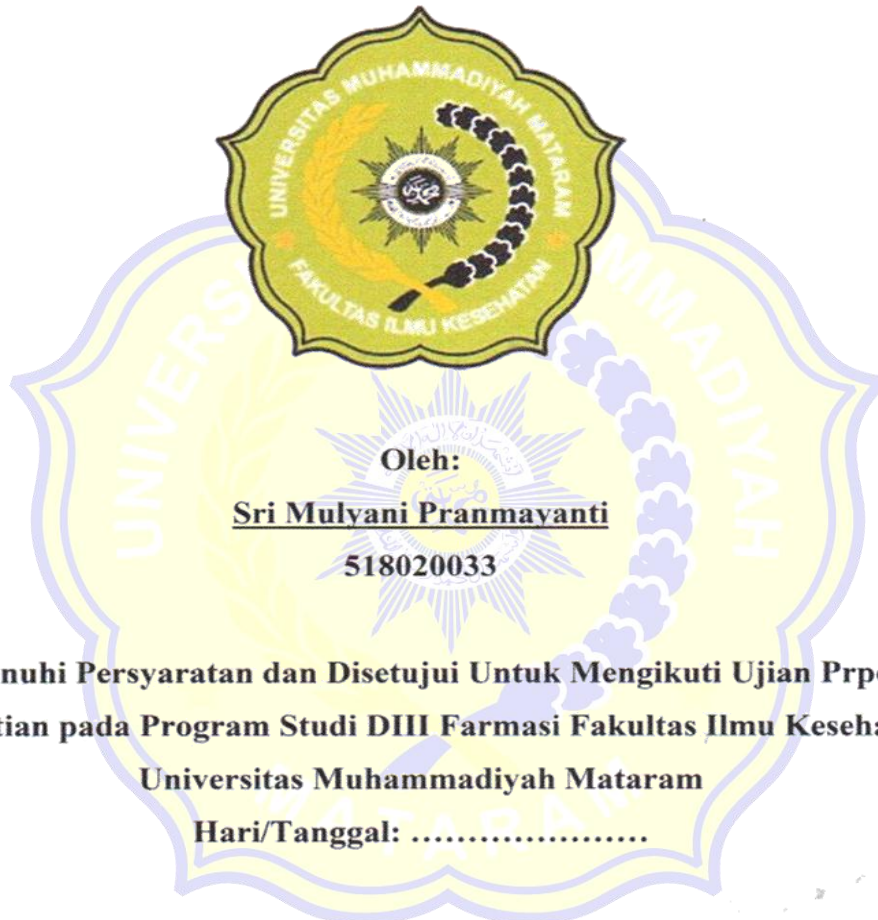 UNIVERSITAS MUHAMMADIYAH MATARAM
FAKULTAS ILMU KESEHATAN
Oleh:
Sri Mulyani Pranmayanti
518020033
nuhi Persyaratan dan Disetujui Untuk Mengikuti Ujian Prp
tian pada Program Studi DIII Farmasi Fakultas Ilmu Keseha
Universitas Muhammadiyah Mataram
Hari/Tanggal: ......................